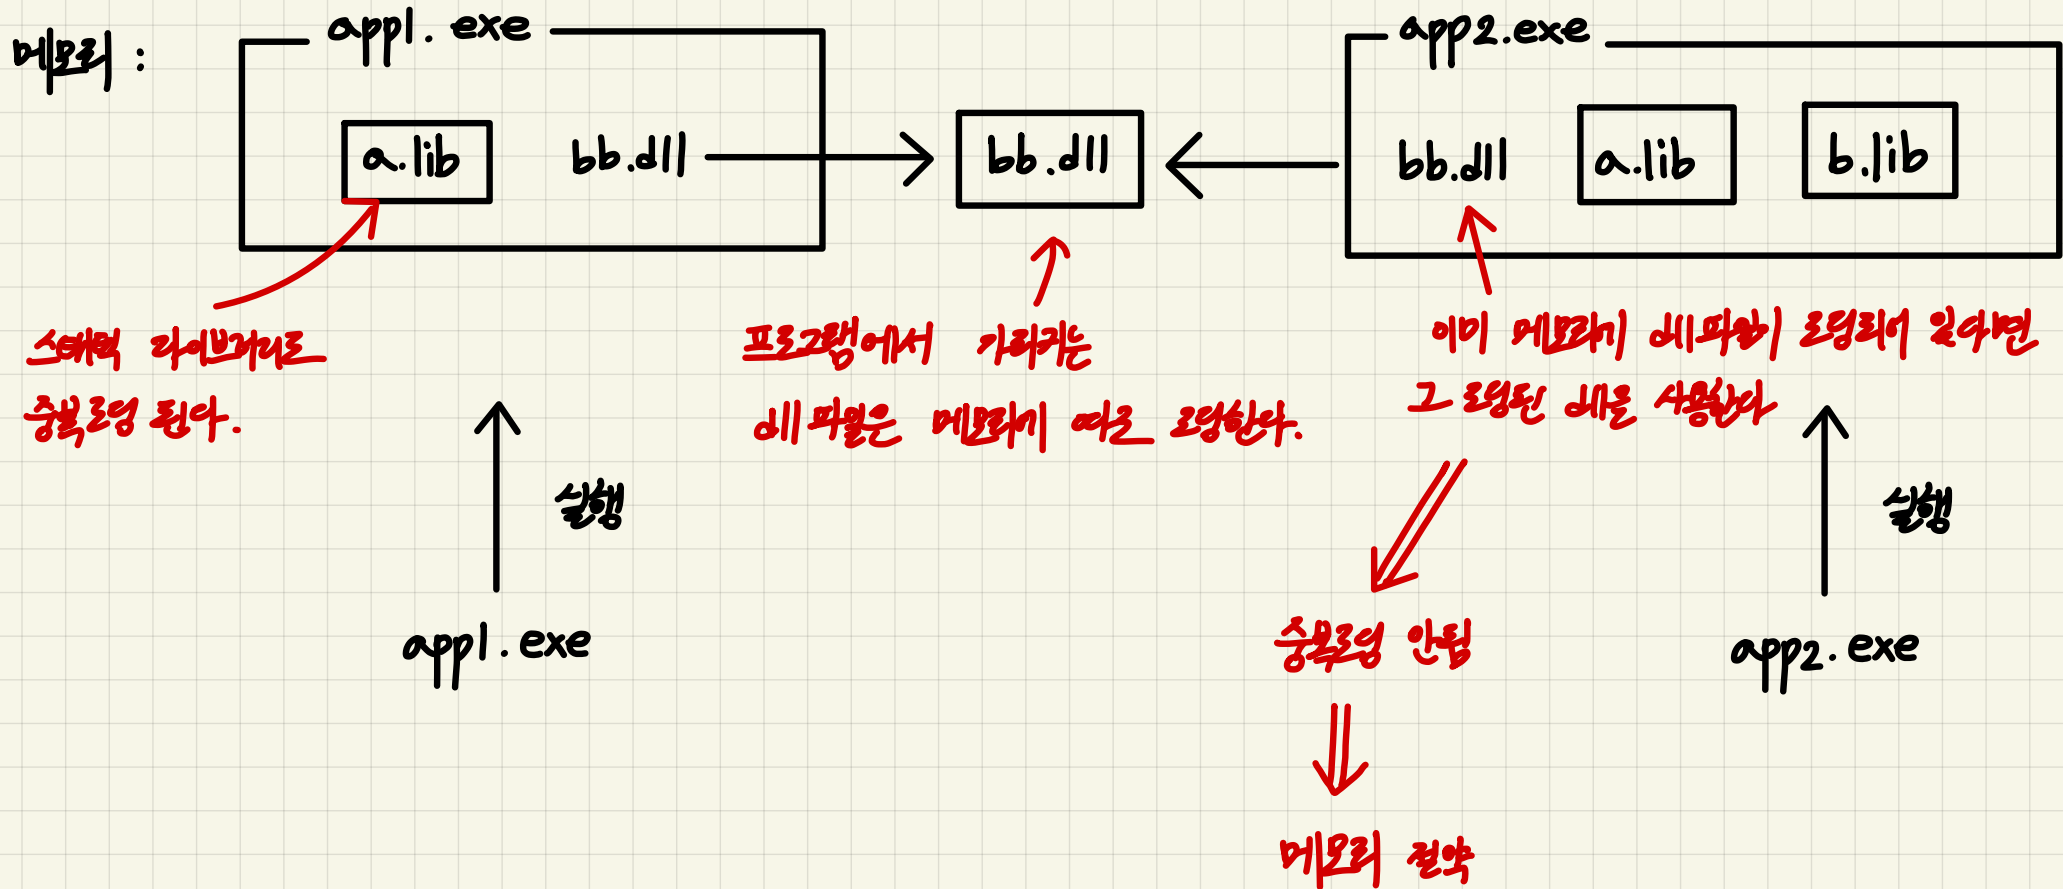 메모리 :
app1.exe
a.lib
bb.dll
bb.dll
app2.exe
bb.dll
a.lib
b.lib
스태틱 라이브러리로
중복로딩 된다.
프로그램에서 가리키는
dll 파일은 메모리에 따로 로딩한다.
이미 메모리에 dll파일이 로딩되어 있다면
그 로딩된 dll을 사용한다
실행
app1.exe
실행
app2.exe
중복로딩 안됨
메모리 절약